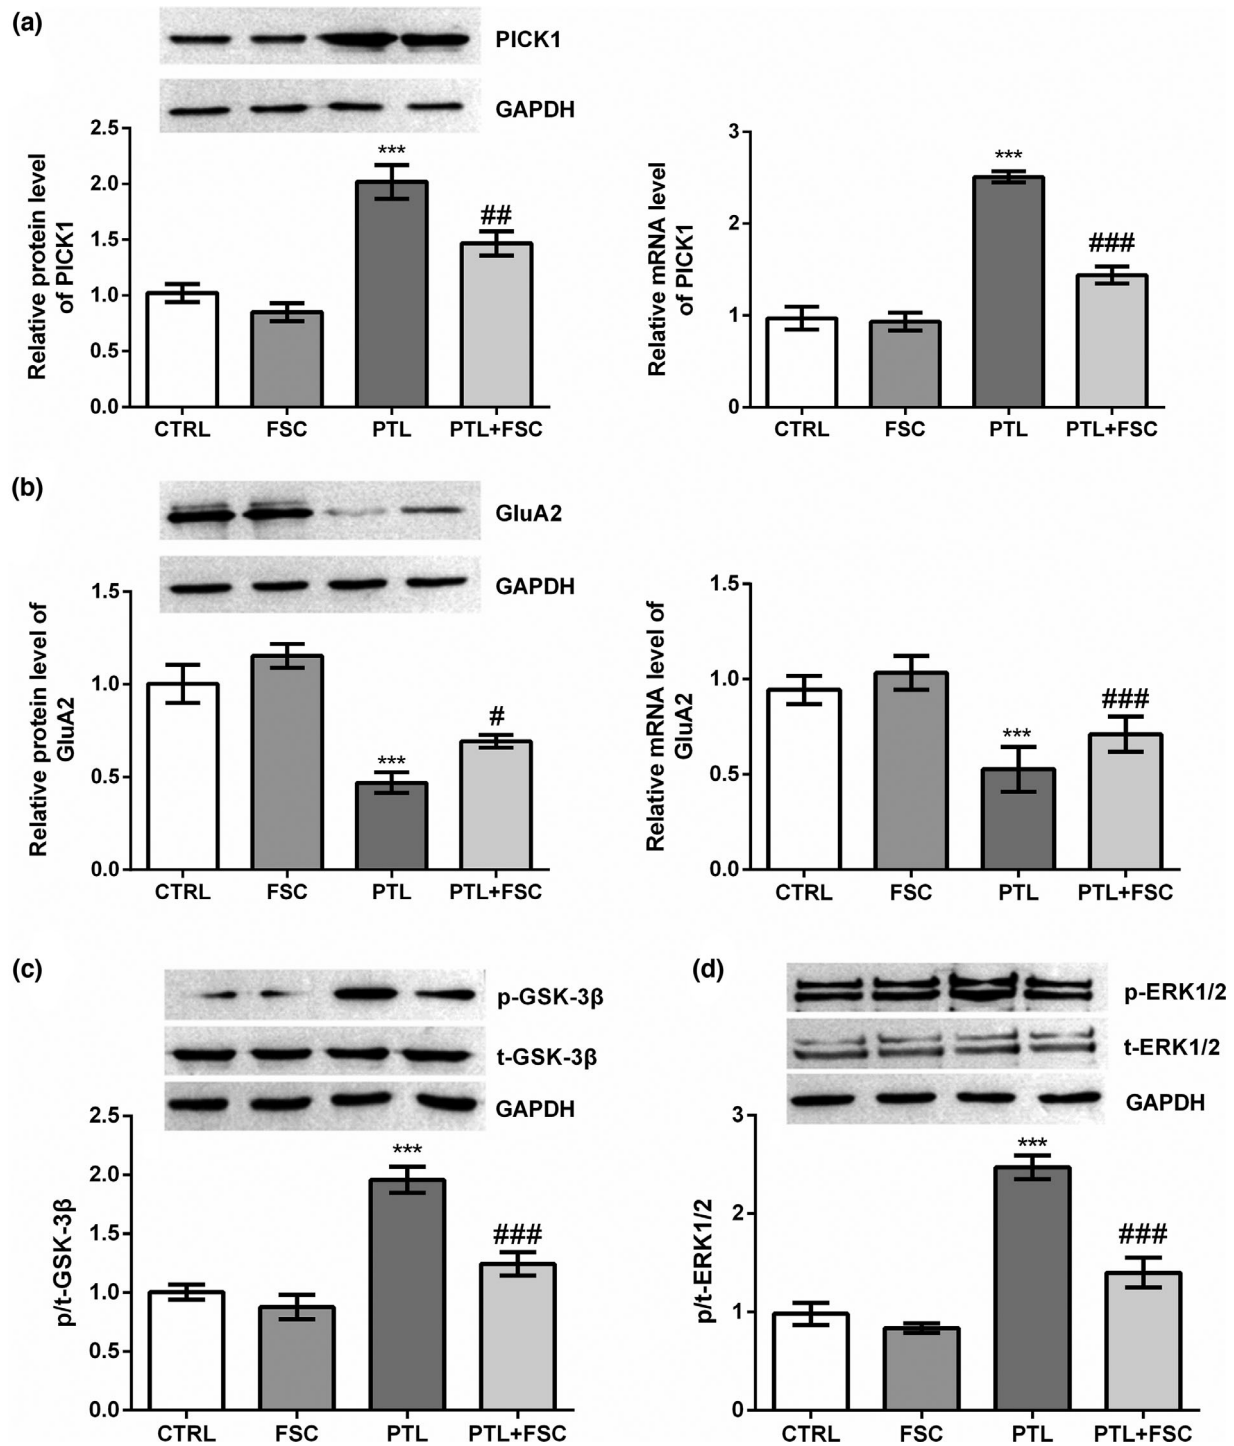 (a)
PICK1
GAPDH
Relative protein level
of PICK1
2.5
2.0
1.5
1.0
0.5
0.0
***
##
CTRL
FSC
PTL
PTL+FSC
Relative mRNA level
of PICK1
3
2
1
0
***
###
CTRL
FSC
PTL
PTL+FSC
(b)
GluA2
GAPDH
Relative protein level of
GluA2
1.5
1.0
0.5
0.0
***
#
CTRL
FSC
PTL
PTL+FSC
Relative mRNA level of
GluA2
1.5
1.0
0.5
0.0
***
###
CTRL
FSC
PTL
PTL+FSC
(c)
p-GSK-3β
t-GSK-3β
GAPDH
p/t-GSK-3β
2.5
2.0
1.5
1.0
0.5
0.0
***
###
CTRL
FSC
PTL
PTL+FSC
(d)
p-ERK1/2
t-ERK1/2
GAPDH
p/t-ERK1/2
3
2
1
0
***
###
CTRL
FSC
PTL
PTL+FSC